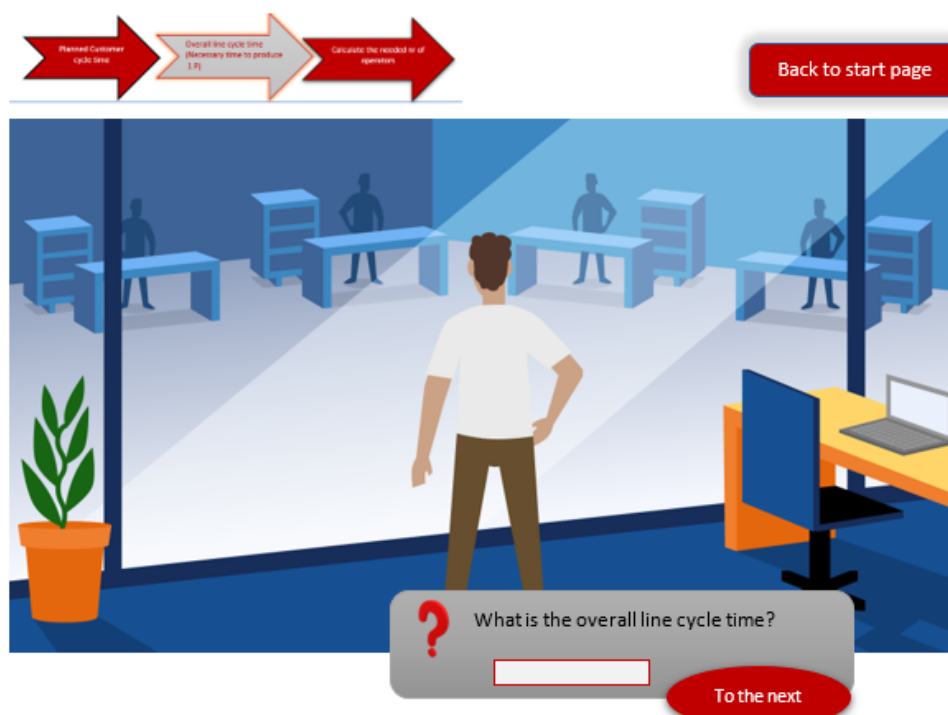 Planned Customer
cycle time
Overall line cycle time
(Necessary time to produce
1 P)
Calculate the needed nr of
operators
Back to start page
What is the overall line cycle time?
To the next